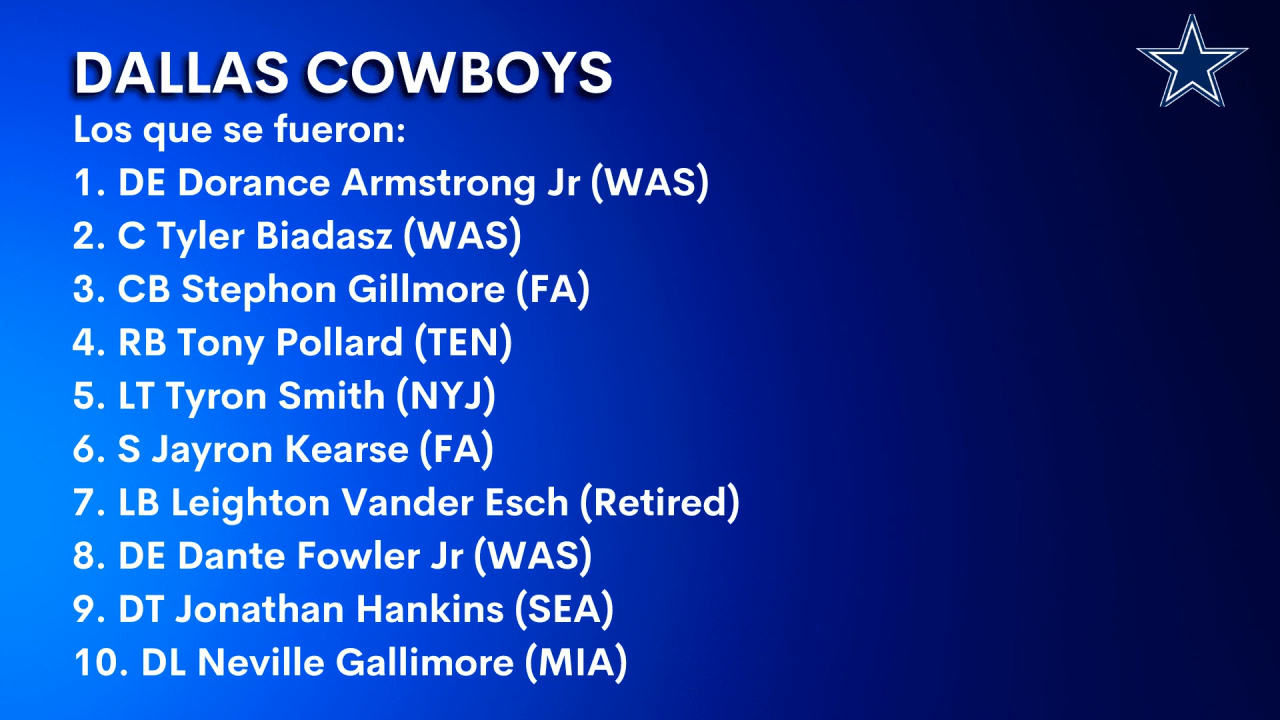 DALLAS COWBOYS
Los que se fueron:
1. DE Dorance Armstrong Jr (WAS)
2. C Tyler Biadasz (WAS)
3. CB Stephon Gillmore (FA)
4. RB Tony Pollard (TEN)
5. LT Tyron Smith (NYJ)
6. S Jayron Kearse (FA)
7. LB Leighton Vander Esch (Retired)
8. DE Dante Fowler Jr (WAS)
9. DT Jonathan Hankins (SEA)
10. DL Neville Gallimore (MIA)